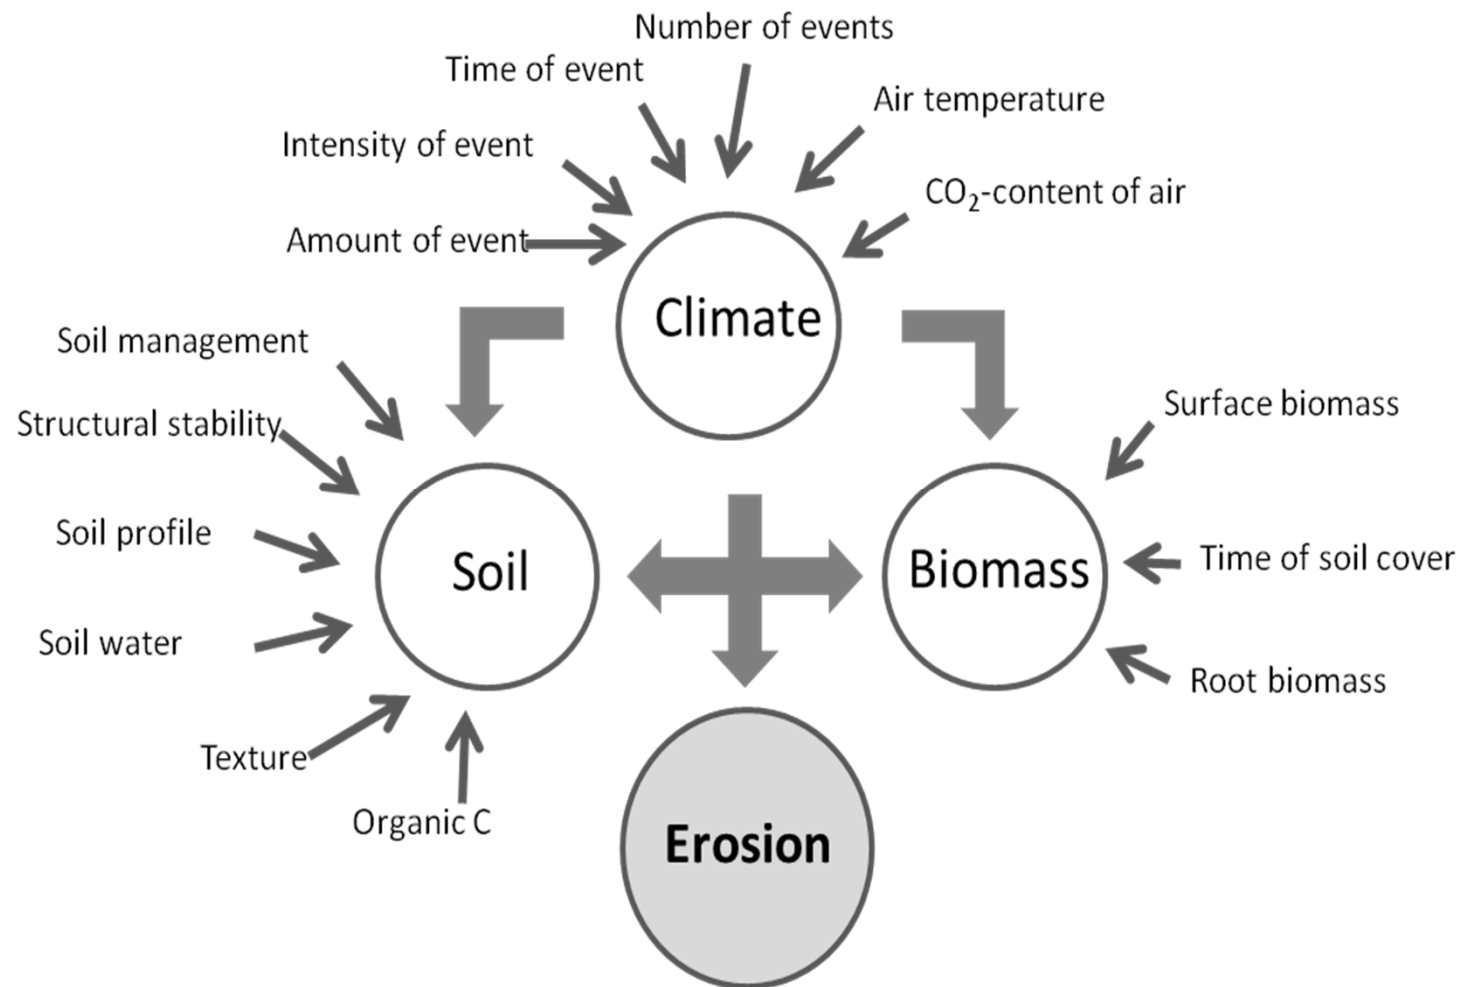 Number of events
Time of event
Air temperature
Intensity of event
CO₂-content of air
Amount of event
Climate
Soil management
Surface biomass
Structural stability
Soil profile
Soil
Biomass
Time of soil cover
Soil water
Root biomass
Texture
Organic C
Erosion